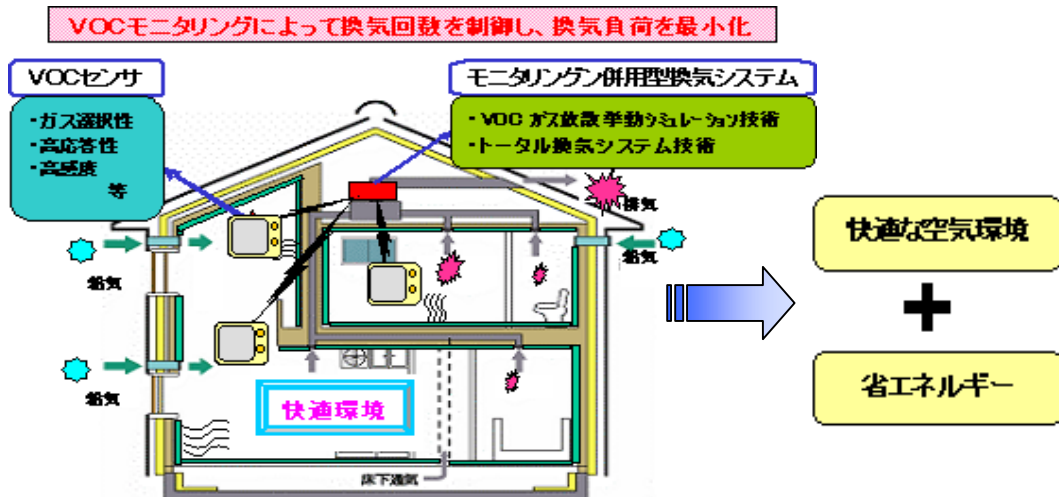 VOCモニタリングによって換気回数を制御し、換気負荷を最小化
VOCセンサ
・ガス選択性
・高応答性
・高感度
等
モニタリングン併用型換気システム
・VOC ガス放散挙動シミュレーション技術
・トータル換気システム技術
排気
給気
給気
給気
快適環境
床下通気
快適な空気環境
+
省エネルギー